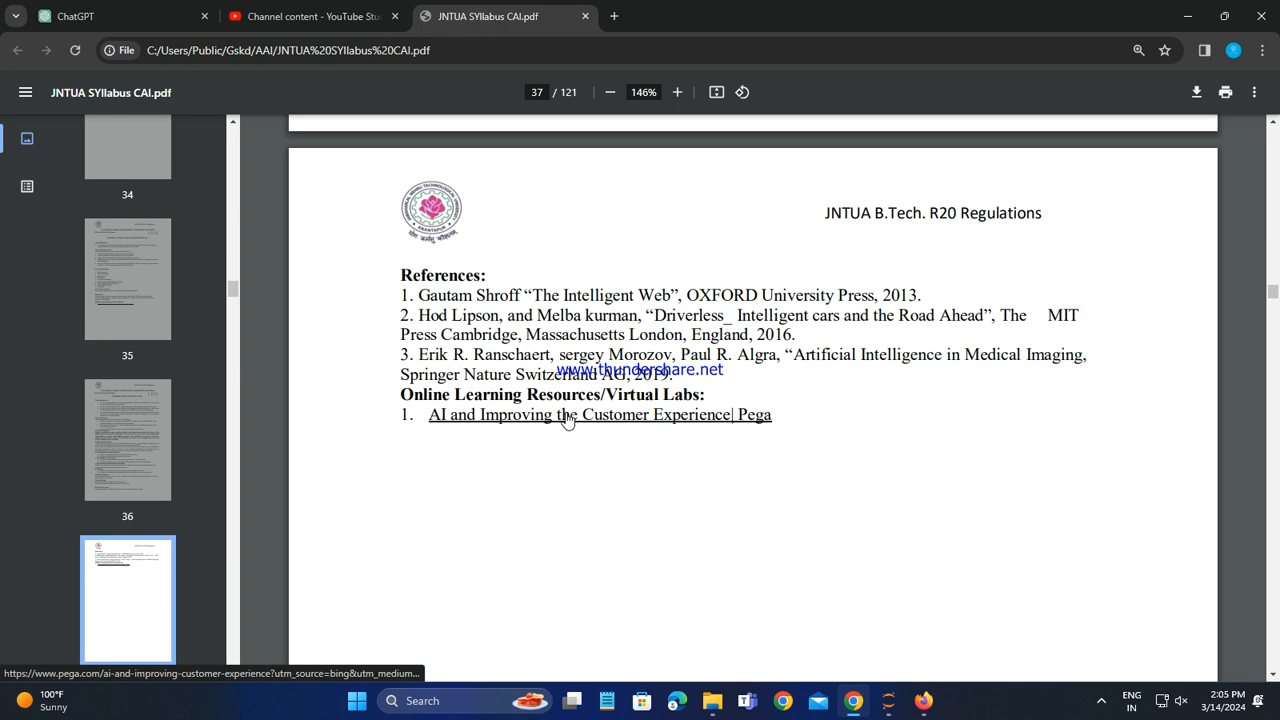 ChatGPT
Channel content - YouTube Stu
JNTUA SYllabus CAI.pdf
File
C:/Users/Public/Gskd/AAI/JNTUA%20SYllabus%20CAI.pdf
JNTUA SYllabus CAI.pdf
37 / 121
146%
34
35
36
JNTUA B.Tech. R20 Regulations
References:
1. Gautam Shroff “The Intelligent Web”, OXFORD University Press, 2013.
2. Hod Lipson, and Melba kurman, “Driverless_ Intelligent cars and the Road Ahead”, The MIT
Press Cambridge, Massachusetts London, England, 2016.
3. Erik R. Ranschaert, sergey Morozov, Paul R. Algra, “Artificial Intelligence in Medical Imaging,
Springer Nature Switzerland AG, 2019.
www.thundershare.net
Online Learning Resources/Virtual Labs:
1. AI and Improving the Customer Experience| Pega
https://www.pega.com/ai-and-improving-customer-experience?utm_source=bing&utm_medium...
100°F
Sunny
Search
ENG
IN
2:05 PM
3/14/2024